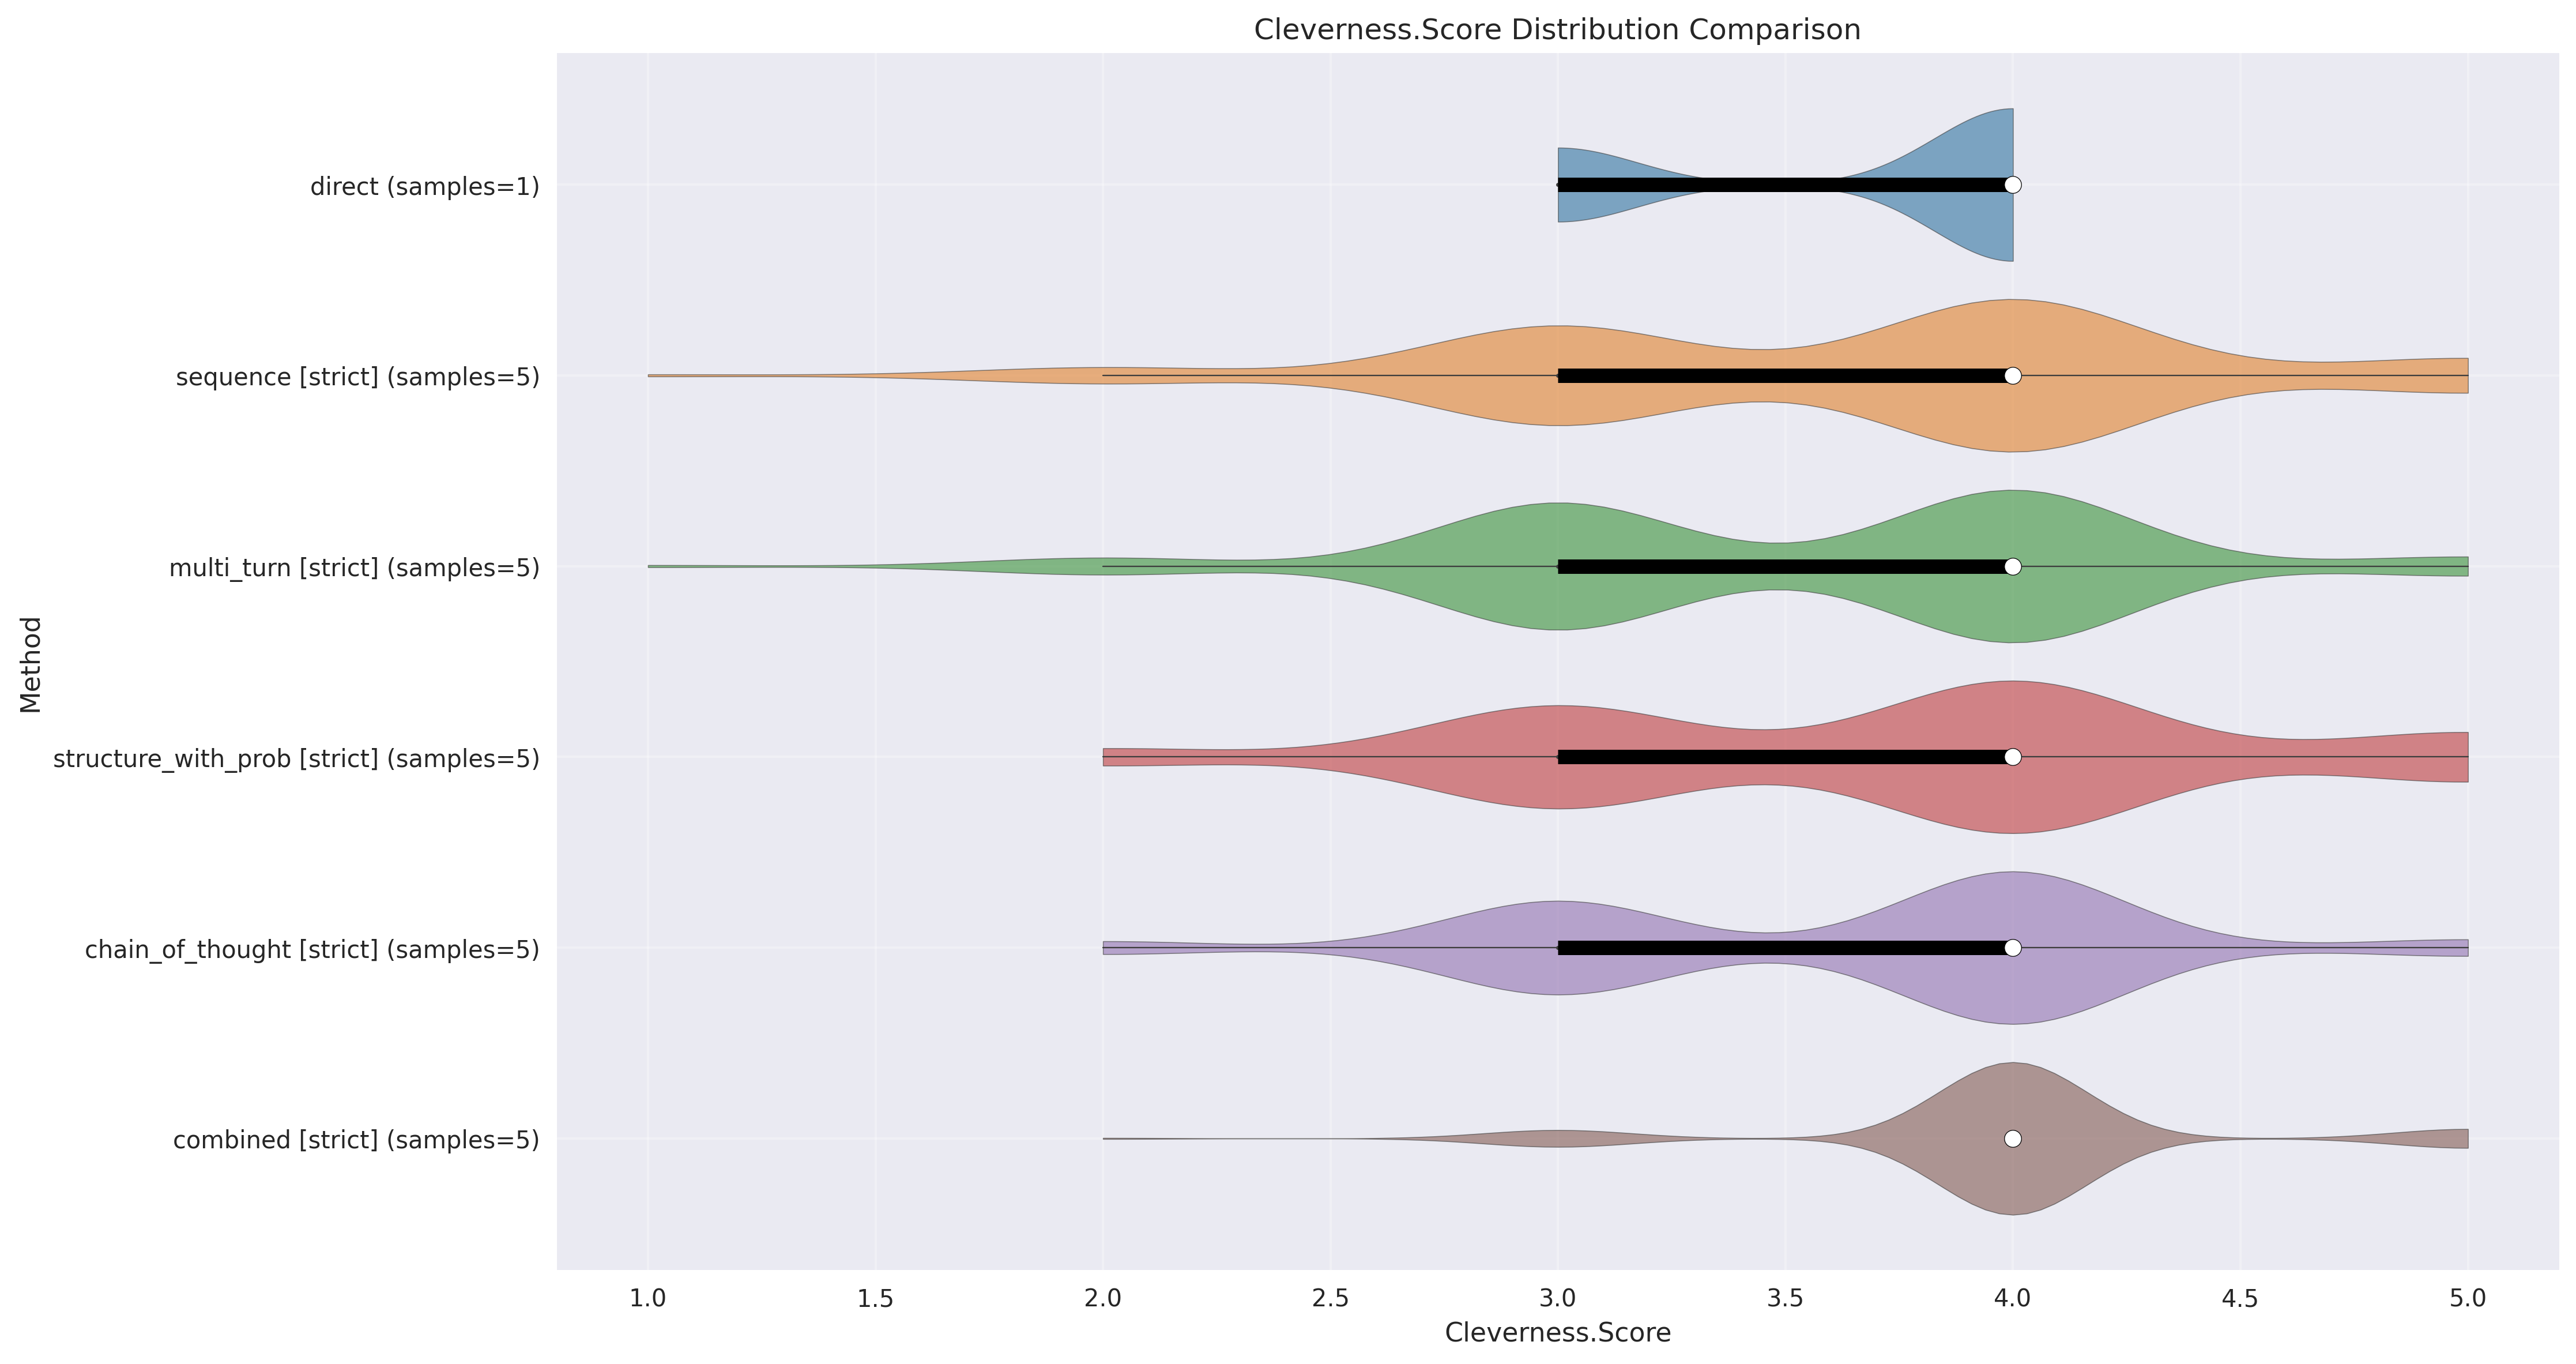 Cleverness.Score Distribution Comparison
Method
direct (samples=1)
sequence [strict] (samples=5)
multi_turn [strict] (samples=5)
structure_with_prob [strict] (samples=5)
chain_of_thought [strict] (samples=5)
combined [strict] (samples=5)
1.0 1.5 2.0 2.5 3.0 3.5 4.0 4.5 5.0
Cleverness.Score